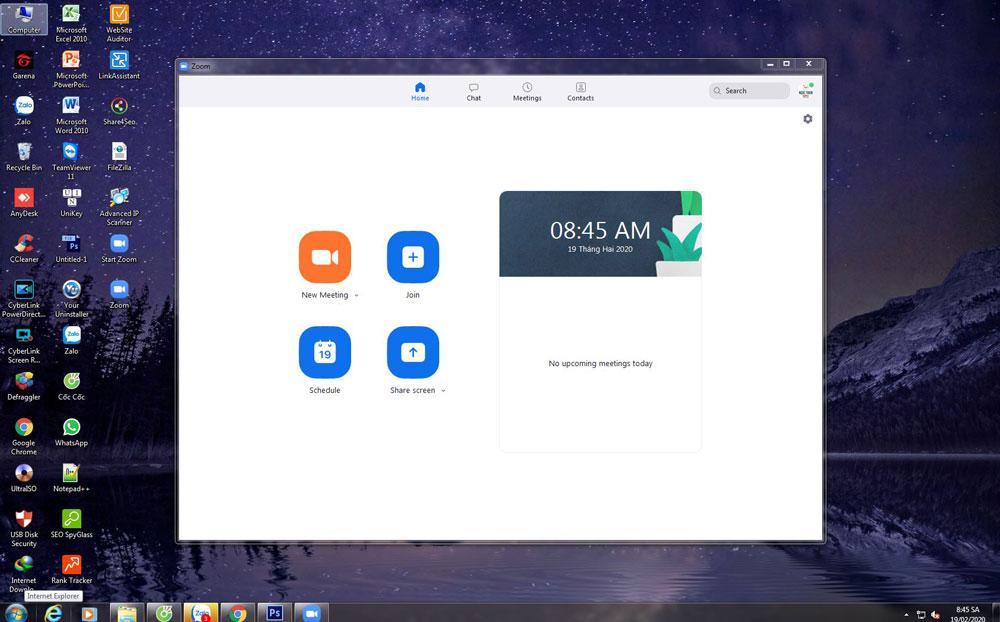 Computer
Microsoft
Excel 2010
WebSite
Auditor
Garena
Microsoft
PowerPoi...
LinkAssistant
Zalo
Microsoft
Word 2010
Share4Seo.
Recycle Bin
TeamViewer
11
FileZilla
AnyDesk
UniKey
Advanced IP
Scanner
CCleaner
Untitled-1
Start Zoom
CyberLink
PowerDirect...
Your
Uninstaller
Zoom
CyberLink
Screen R...
Zalo
Defraggler
Cốc Cốc
Google
Chrome
WhatsApp
UltraISO
Notepad++
USB Disk
Security
SEO SpyGlass
Internet
Downlo...
Rank Tracker
Internet Explorer
Zoom
Home
Chat
Meetings
Contacts
Search
New Meeting
Join
19
Schedule
Share screen
08:45 AM
19 Tháng Hai 2020
No upcoming meetings today
Zalo
Ps
8:45 SA
19/02/2020